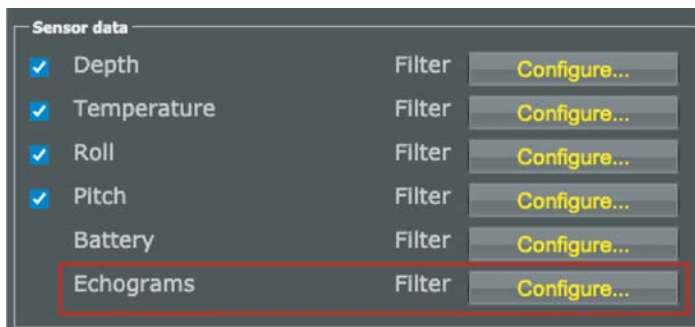 Sensor data
Depth Filter Configure...
Temperature Filter Configure...
Roll Filter Configure...
Pitch Filter Configure...
Battery Filter Configure...
Echograms Filter Configure...